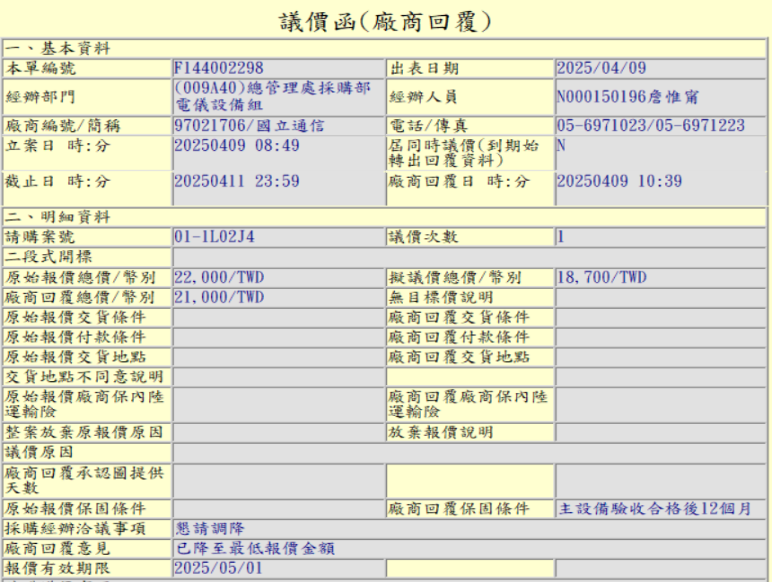 議價函(廠商回覆)
一、基本資料
本單編號 F144002298 出表日期 2025/04/09
經辦部門 (009A40)總管理處採購部電儀設備組 經辦人員 N000150196詹惟甯
廠商編號/簡稱 97021706/國立通信 電話/傳真 05-6971023/05-6971223
立案日 時:分 20250409 08:49 屆同時議價(到期始轉出回覆資料) N
截止日 時:分 20250411 23:59 廠商回覆日 時:分 20250409 10:39
二、明細資料
請購案號 01-1L02J4 議價次數 1
二段式開標
原始報價總價/幣別 22,000/TWD 擬議價總價/幣別 18,700/TWD
廠商回覆總價/幣別 21,000/TWD 無目標價說明
原始報價交貨條件 廠商回覆交貨條件
原始報價付款條件 廠商回覆付款條件
原始報價交貨地點 廠商回覆交貨地點
交貨地點不同意說明
原始報價廠商保內陸運輸險 廠商回覆廠商保內陸運輸險
整案放棄原報價原因 放棄報價說明
議價原因
廠商回覆承認圖提供天數
原始報價保固條件 廠商回覆保固條件 主設備驗收合格後12個月
採購經辦洽議事項 懇請調降
廠商回覆意見 已降至最低報價金額
報價有效期限 2025/05/01